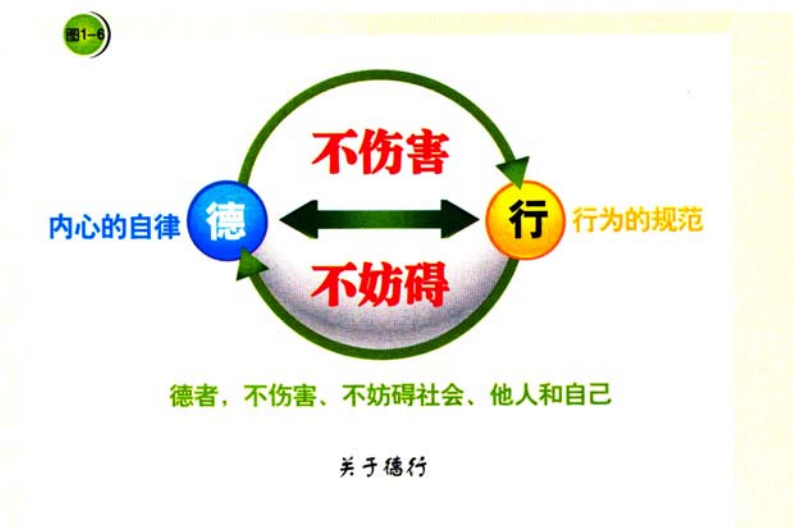 图1-6
不伤害
内心的自律 德 行 行为的规范
不妨碍
德者，不伤害、不妨碍社会、他人和自己
关于德行